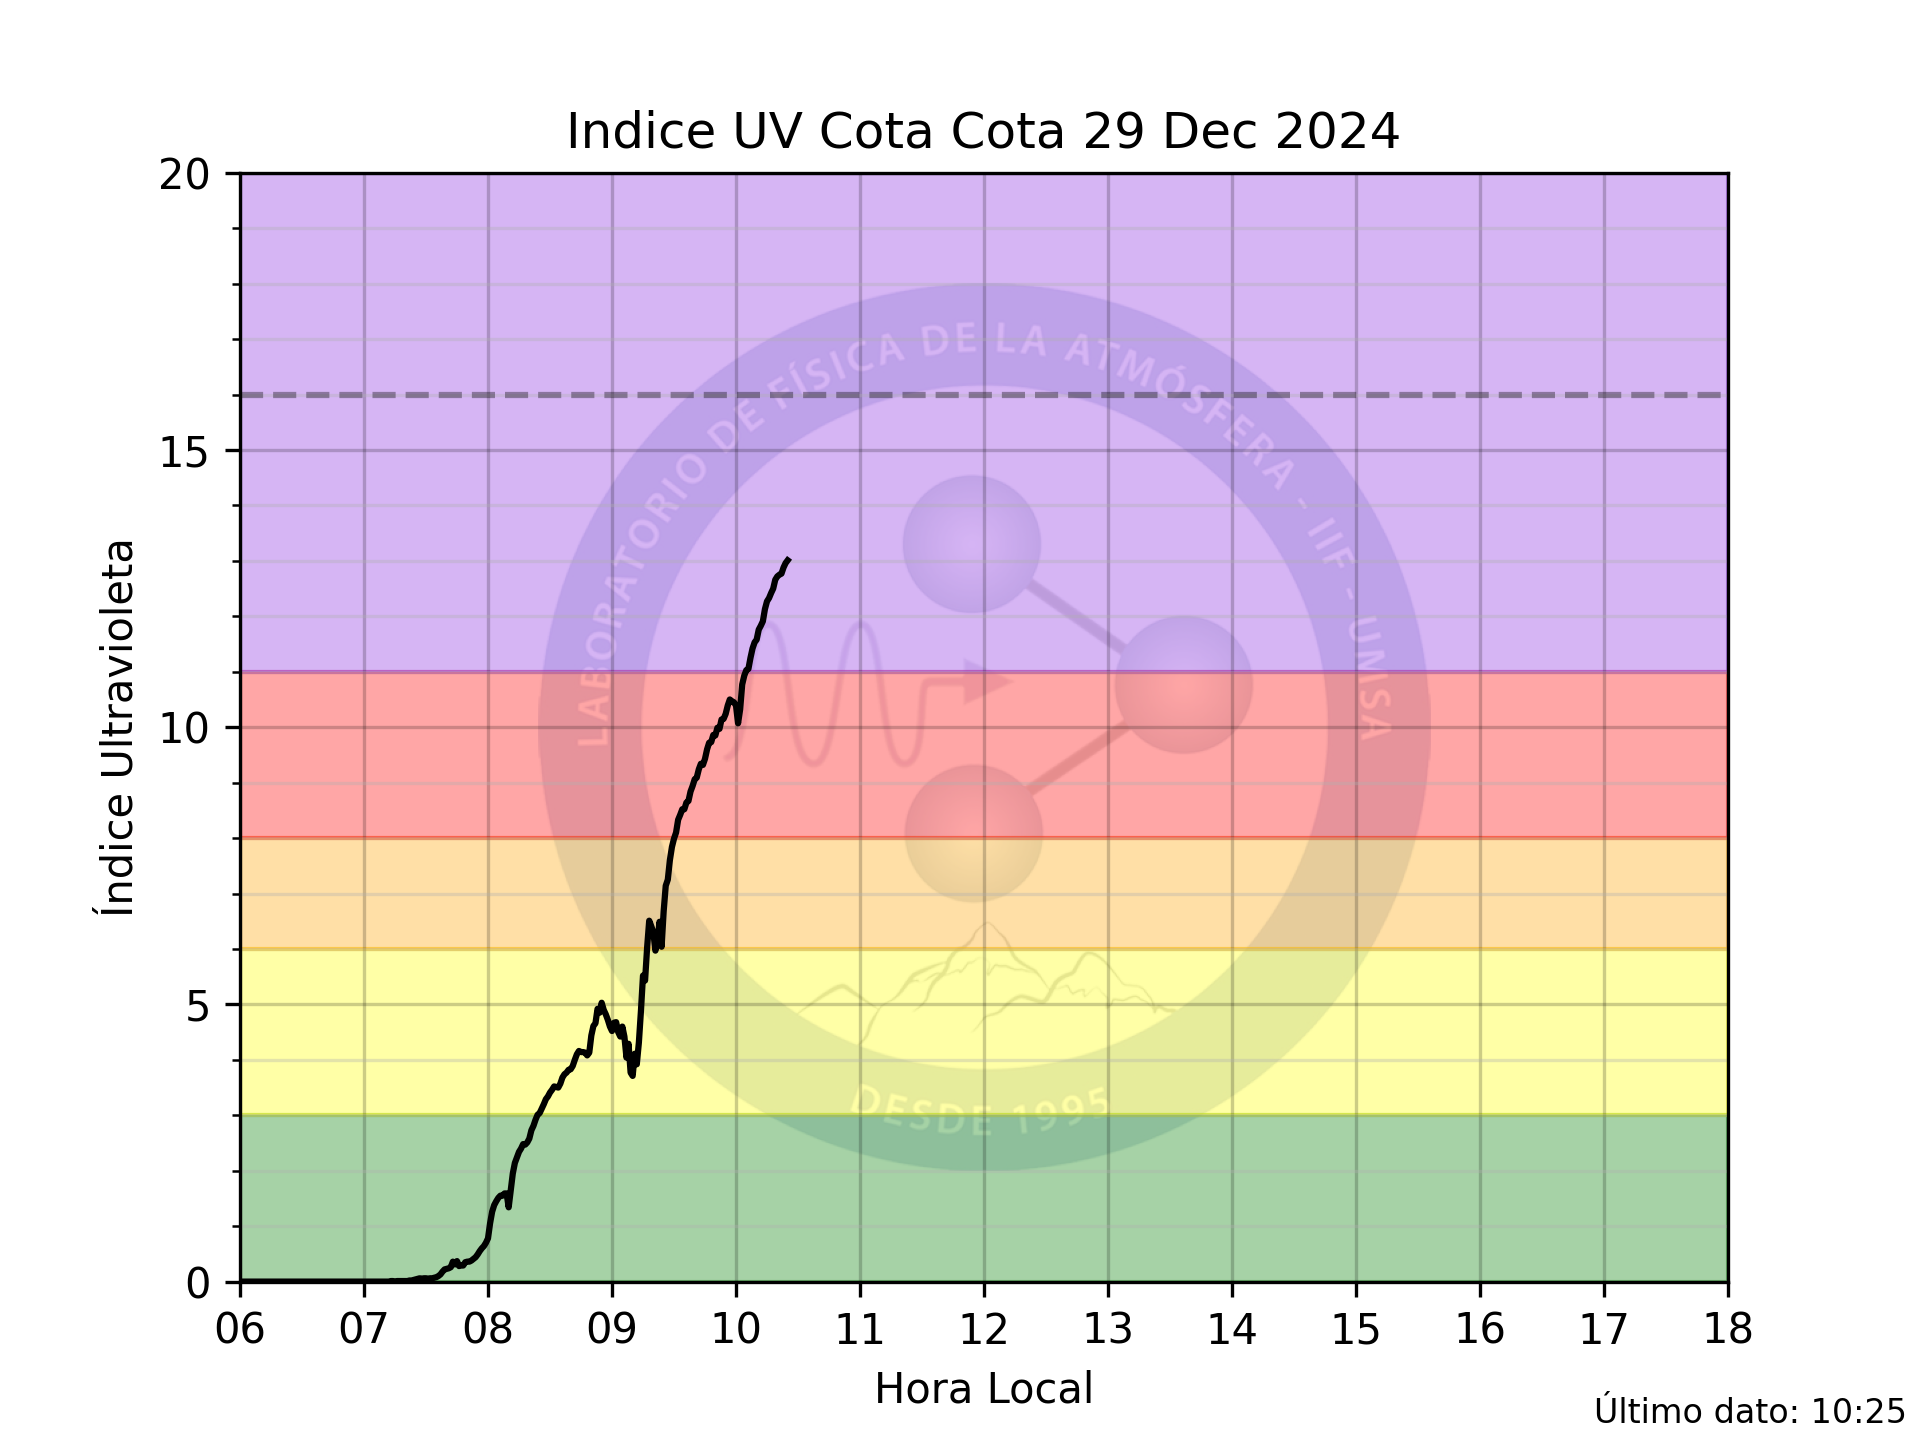 Indice UV Cota Cota 29 Dec 2024
20
15
10
5
0
Índice Ultravioleta
LABORATORIO DE FÍSICA DE LA ATMÓSFERA - IIF - UMSA
DESDE 1995
06 07 08 09 10 11 12 13 14 15 16 17 18
Hora Local
Último dato: 10:25